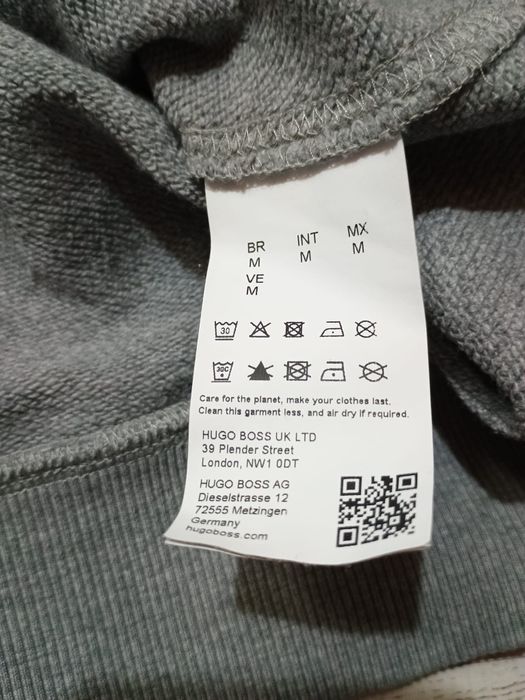 BR INT MX
M M M
VE
M
30
30C
Care for the planet, make your clothes last.
Clean this garment less, and air dry if required.
HUGO BOSS UK LTD
39 Plender Street
London, NW1 0DT
HUGO BOSS AG
Dieselstrasse 12
72555 Metzingen
Germany
hugoboss.com